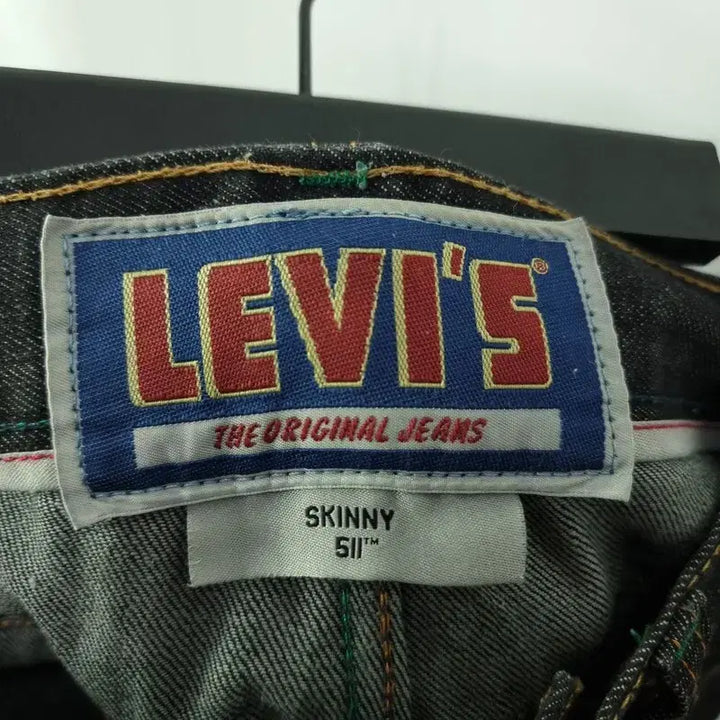 LEVI'S®
THE ORIGINAL JEANS
SKINNY
511™